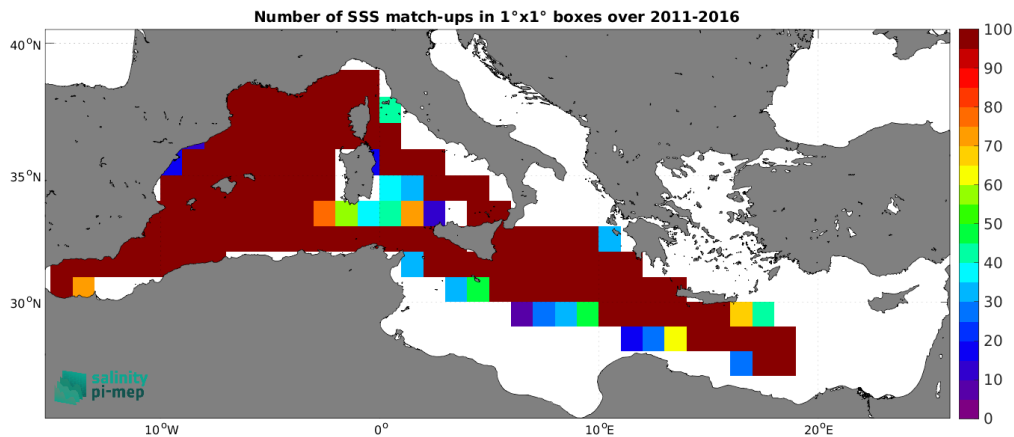 Number of SSS match-ups in 1°x1° boxes over 2011-2016
40°N
35°N
30°N
10°W
0°
10°E
20°E
100
90
80
70
60
50
40
30
20
10
0
salinity
pi-mep